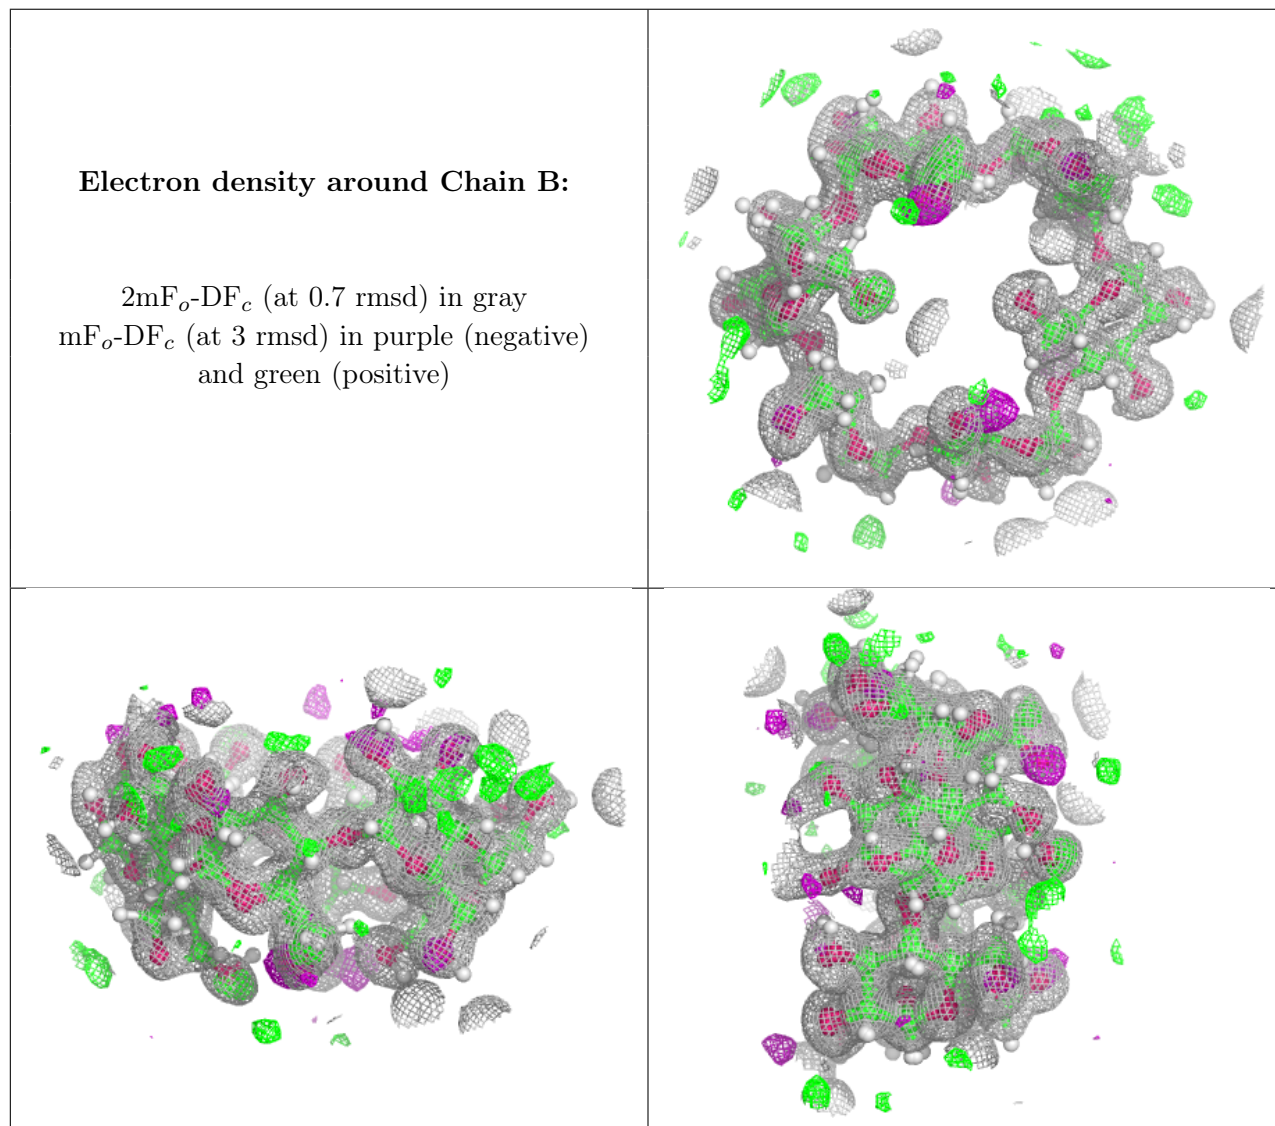 Electron density around Chain B:
2mFo-DFc (at 0.7 rmsd) in gray
mFo-DFc (at 3 rmsd) in purple (negative)
and green (positive)